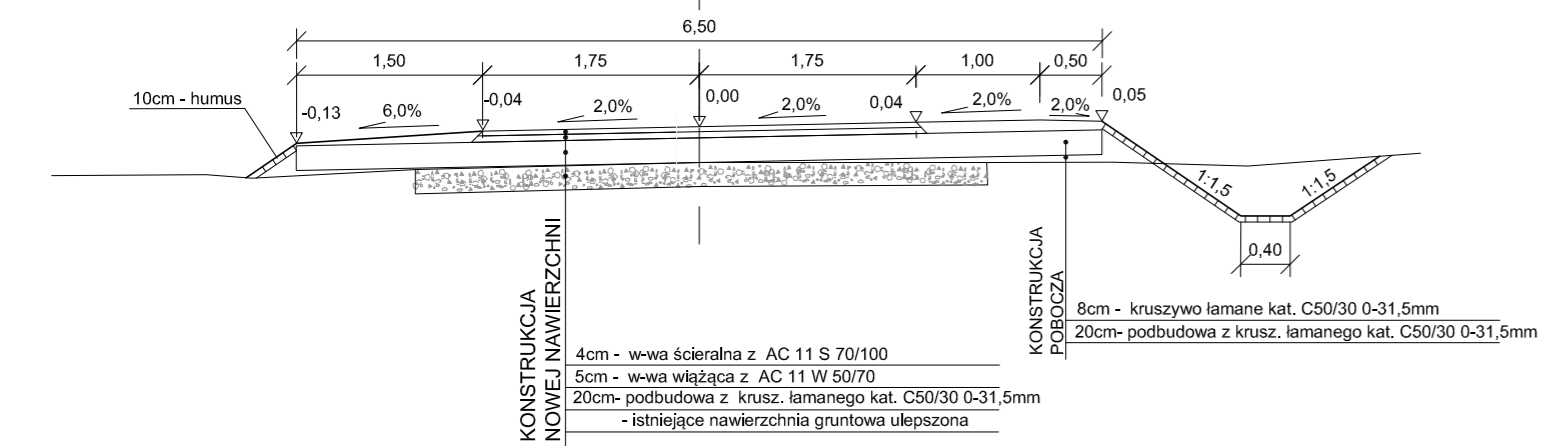 6,50
1,50
1,75
1,75
1,00
0,50
10cm - humus
-0,13
6,0%
-0,04
2,0%
0,00
2,0%
0,04
2,0%
2,0%
0,05
1:1,5
1:1,5
0,40
KONSTRUKCJA
NOWEJ NAWIERZCHNI
4cm - w-wa ścieralna z AC 11 S 70/100
5cm - w-wa wiążąca z AC 11 W 50/70
20cm- podbudowa z krusz. łamanego kat. C50/30 0-31,5mm
- istniejące nawierzchnia gruntowa ulepszona
KONSTRUKCJA
POBOCZA
8cm - kruszywo łamane kat. C50/30 0-31,5mm
20cm- podbudowa z krusz. łamanego kat. C50/30 0-31,5mm